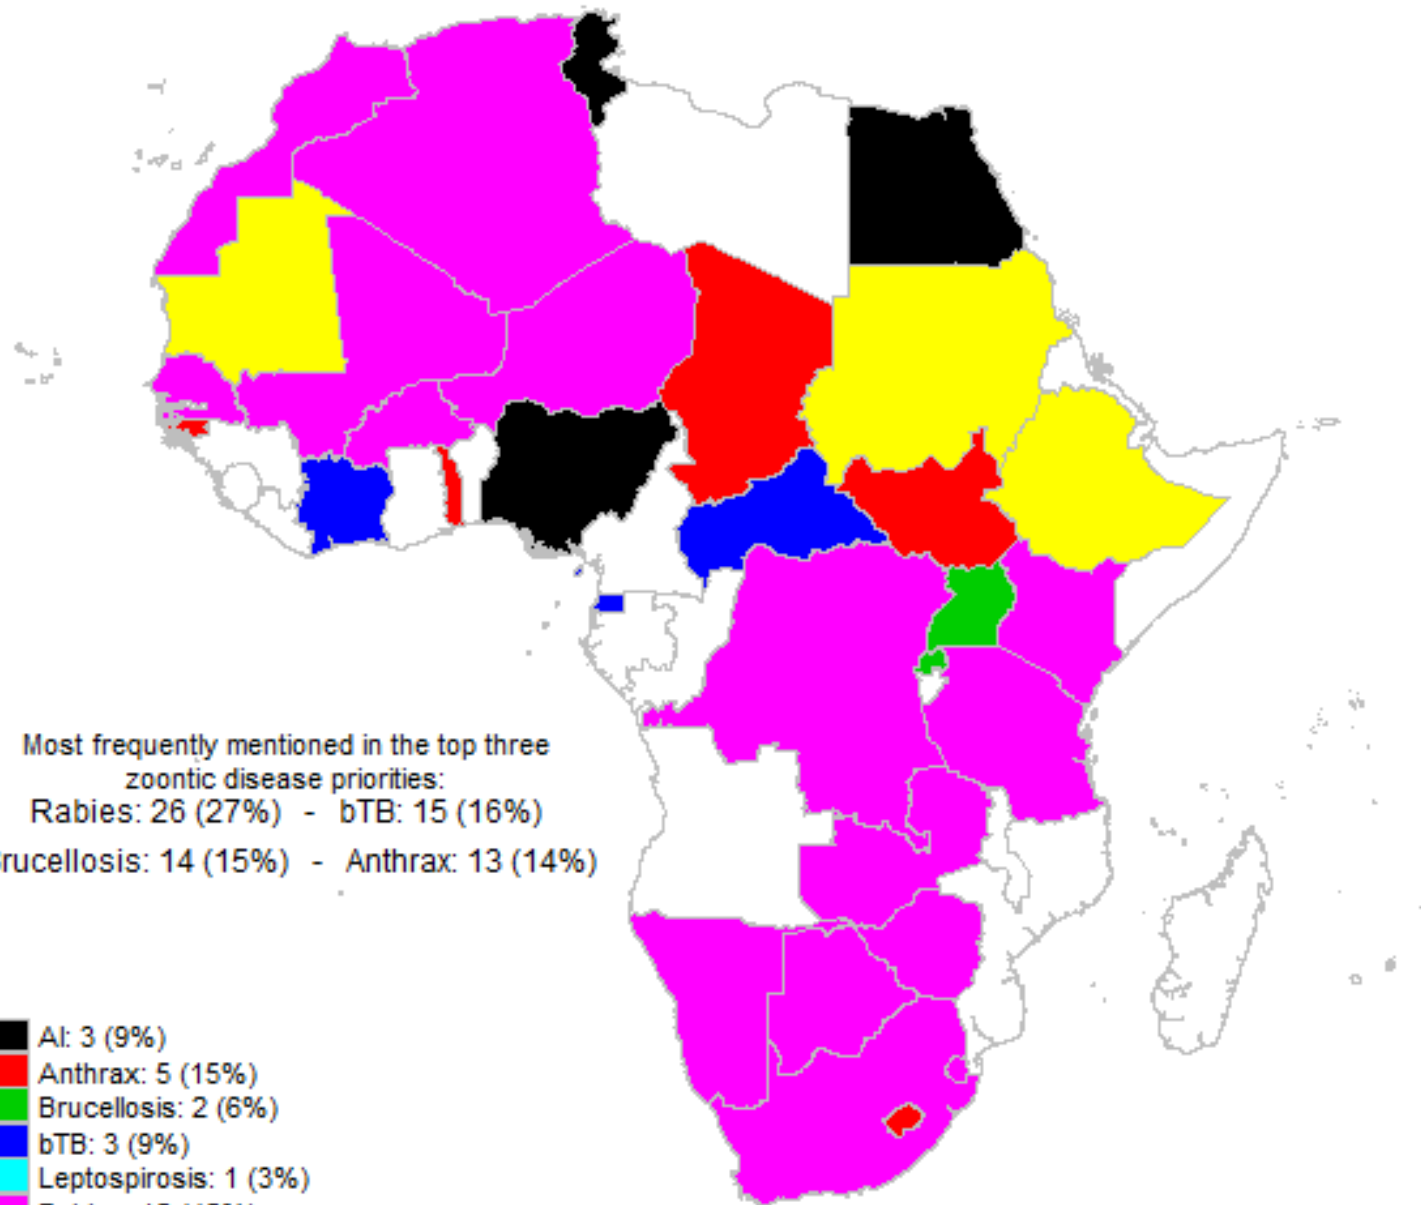 Most frequently mentioned in the top three
zoontic disease priorities:
Rabies: 26 (27%) - bTB: 15 (16%)
rucellosis: 14 (15%) - Anthrax: 13 (14%)
AI: 3 (9%)
Anthrax: 5 (15%)
Brucellosis: 2 (6%)
bTB: 3 (9%)
Leptospirosis: 1 (3%)